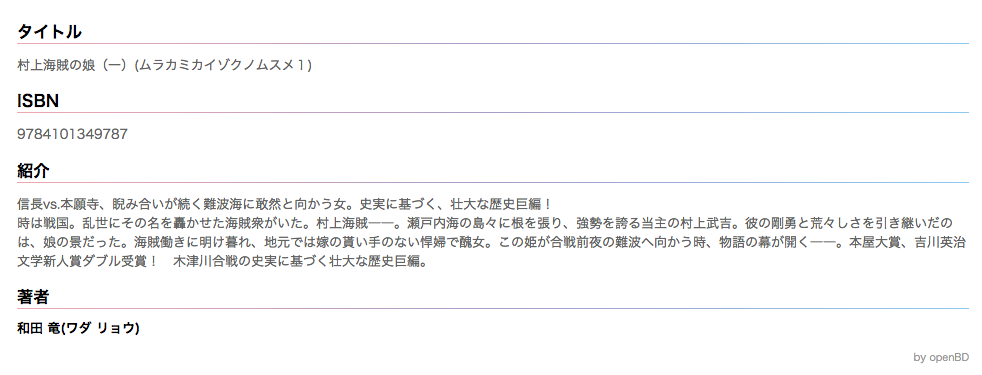 タイトル
村上海賊の娘（一）(ムラカミカイゾクノムスメ１)
ISBN
9784101349787
紹介
信長vs.本願寺、睨み合いが続く難波海に敢然と向かう女。史実に基づく、壮大な歴史巨編！
時は戦国。乱世にその名を轟かせた海賊衆がいた。村上海賊――。瀬戸内海の島々に根を張り、強勢を誇る当主の村上武吉。彼の剛勇と荒々しさを引き継いだの
は、娘の景だった。海賊働きに明け暮れ、地元では嫁の貰い手のない悍婦で醜女。この姫が合戦前夜の難波へ向かう時、物語の幕が開く――。本屋大賞、吉川英治
文学新人賞ダブル受賞！　木津川合戦の史実に基づく壮大な歴史巨編。
著者
和田 竜(ワダ リョウ)
by openBD